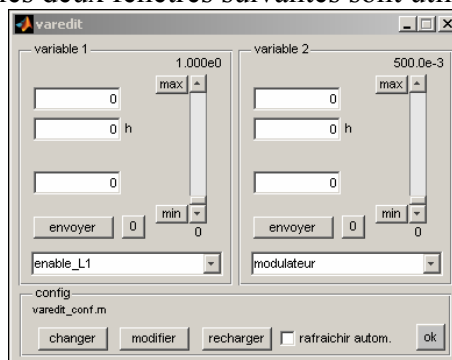 les deux fenêtres suivantes sont
varedit
variable 1
1.000e0
max
0
0 h
0
envoyer 0 min 0
enable_L1
variable 2
500.0e-3
max
0
0
0
envoyer 0 min 0
modulateur
config
varedit_conf.m
changer modifier recharger rafraichir autom. ok